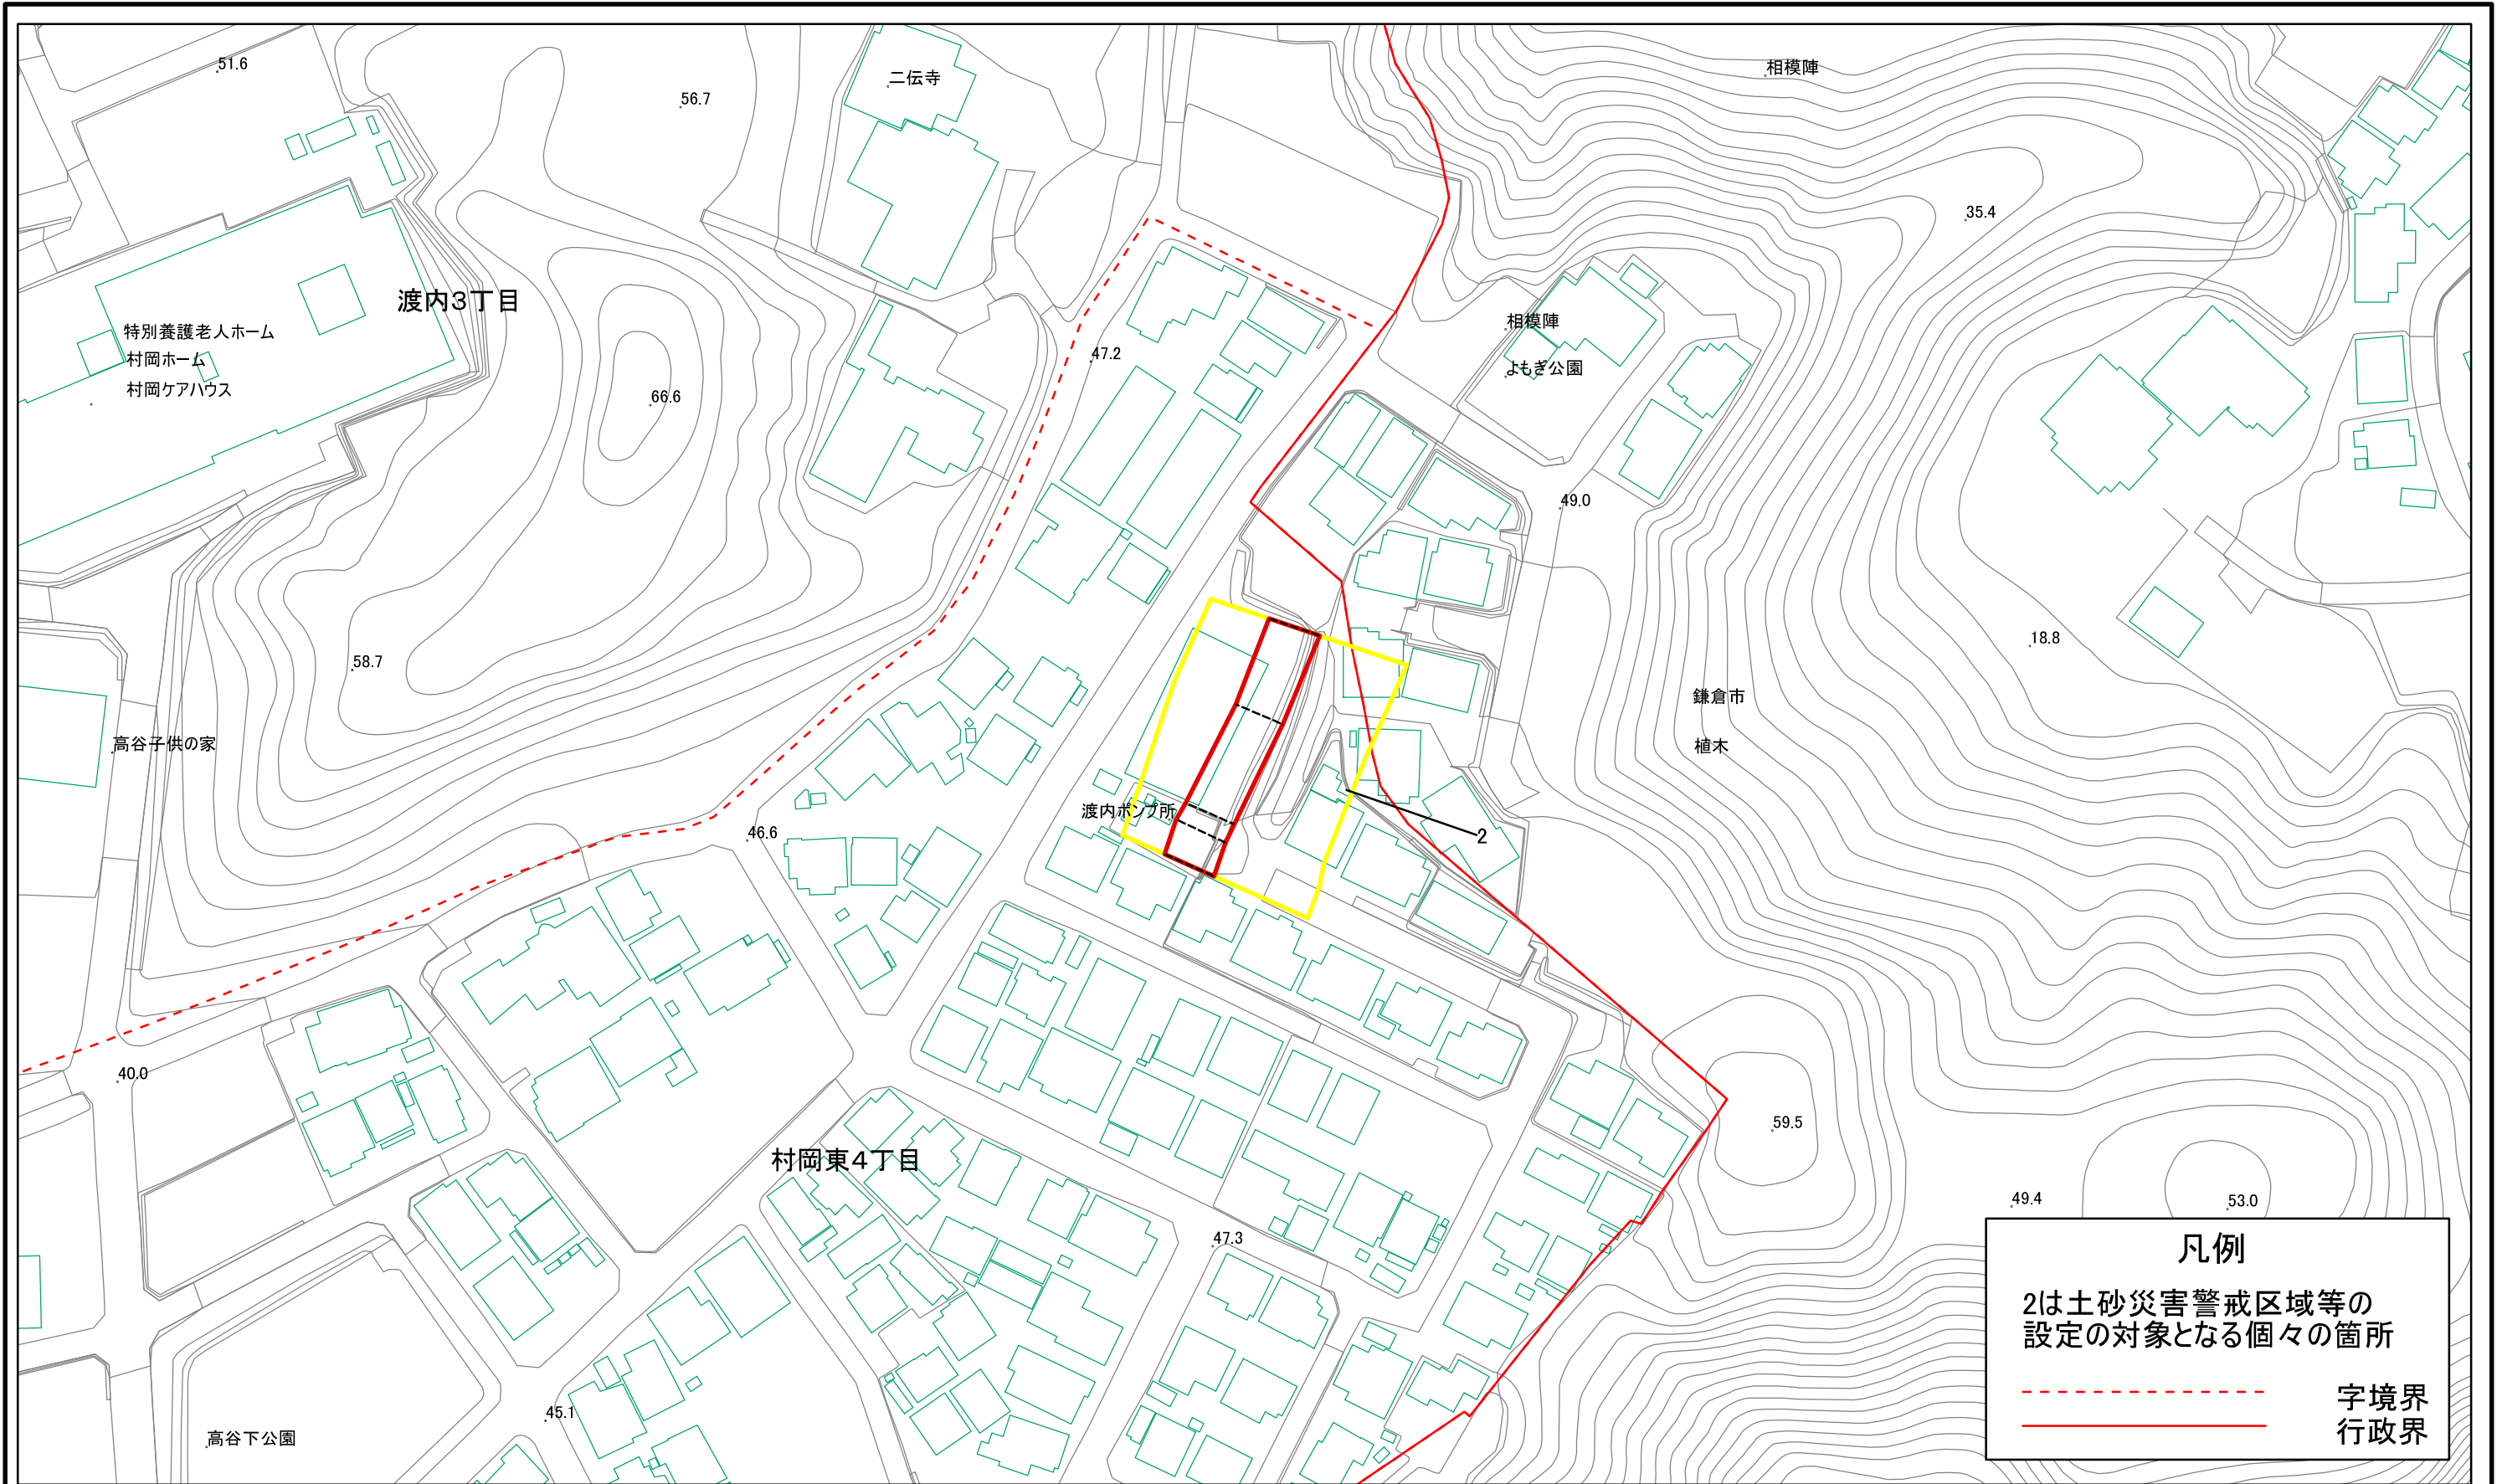 51.6
二伝寺
相模陣
56.7
35.4
渡内3丁目
特別養護老人ホーム
村岡ホーム
村岡ケアハウス
相模陣
47.2
よもぎ公園
66.6
49.0
18.8
58.7
鎌倉市
高谷子供の家
植木
渡内ポンプ所
46.6
2
40.0
59.5
村岡東4丁目
49.4
53.0
47.3
45.1
高谷下公園
凡例
2は土砂災害警戒区域等の
設定の対象となる個々の箇所
字境界
行政界